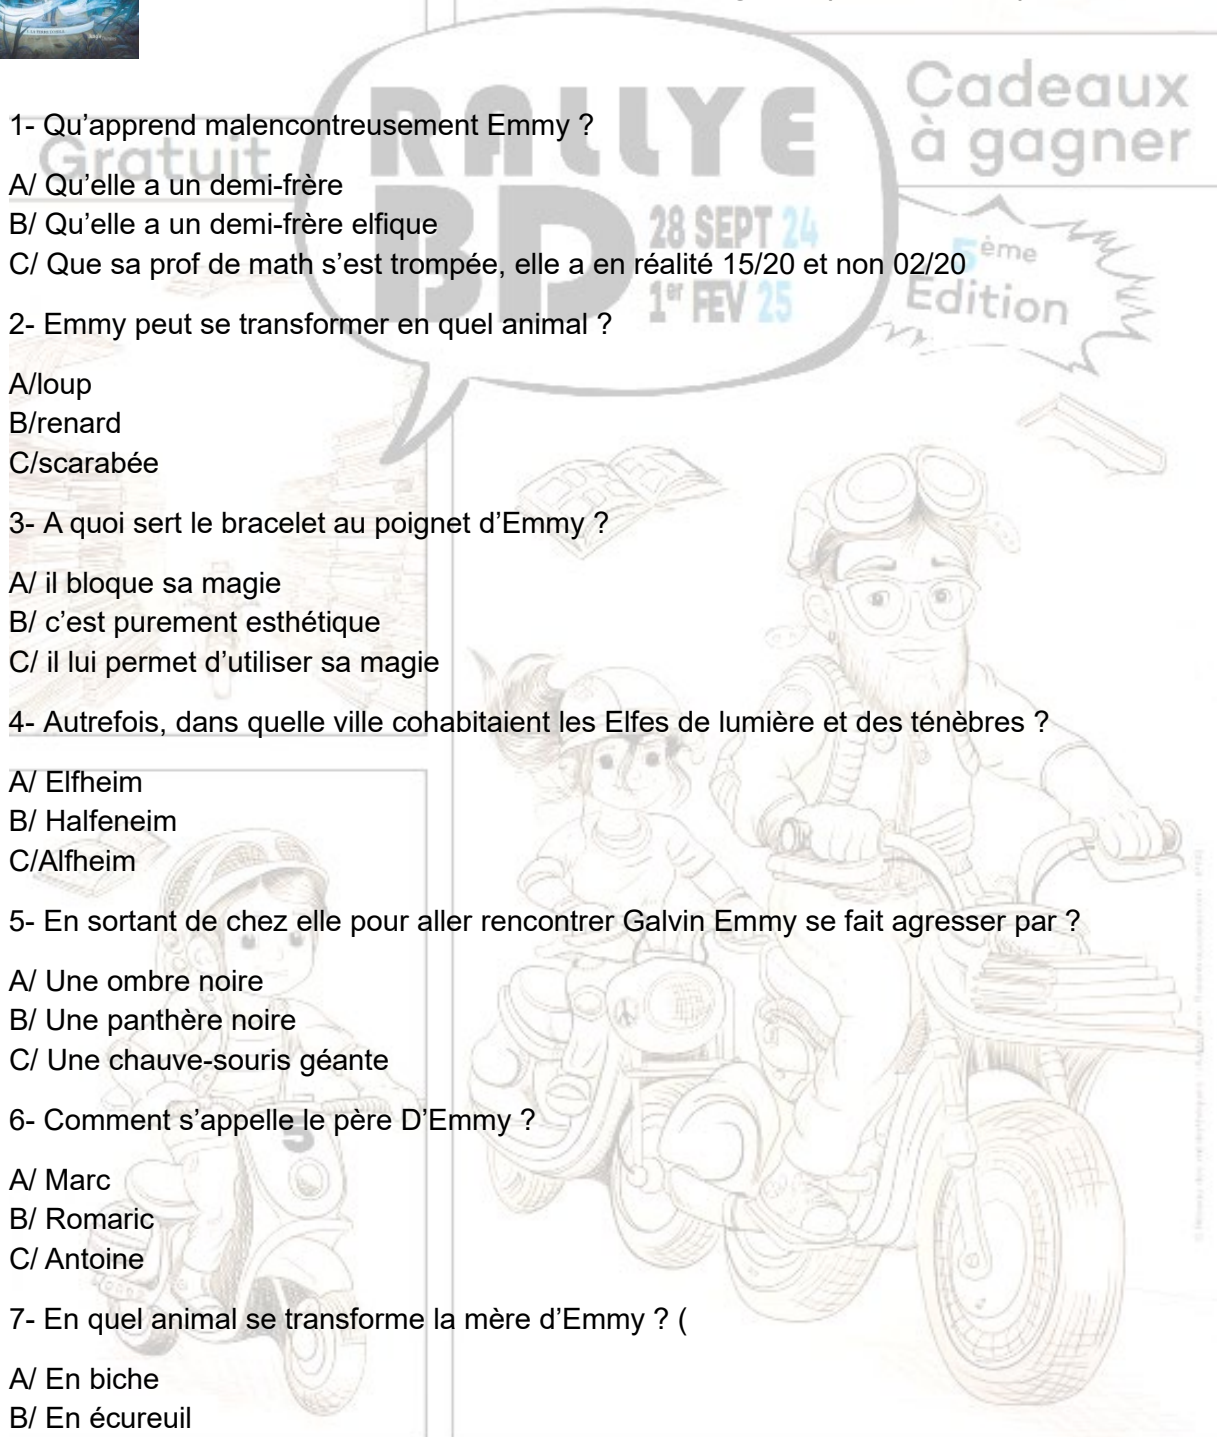 Cadeaux
à gagner
Gratuit
RALLYE
BD
28 SEPT 24
1er FEV 25
5ème
Édition
1- Qu’apprend malencontreusement Emmy ?
A/ Qu’elle a un demi-frère
B/ Qu’elle a un demi-frère elfique
C/ Que sa prof de math s’est trompée, elle a en réalité 15/20 et non 02/20
2- Emmy peut se transformer en quel animal ?
A/loup
B/renard
C/scarabée
3- A quoi sert le bracelet au poignet d’Emmy ?
A/ il bloque sa magie
B/ c’est purement esthétique
C/ il lui permet d’utiliser sa magie
4- Autrefois, dans quelle ville cohabitaient les Elfes de lumière et des ténèbres ?
A/ Elfheim
B/ Halfeneim
C/Alfheim
5- En sortant de chez elle pour aller rencontrer Galvin Emmy se fait agresser par ?
A/ Une ombre noire
B/ Une panthère noire
C/ Une chauve-souris géante
6- Comment s’appelle le père D’Emmy ?
A/ Marc
B/ Romaric
C/ Antoine
5
7- En quel animal se transforme la mère d’Emmy ? (
A/ En biche
B/ En écureuil